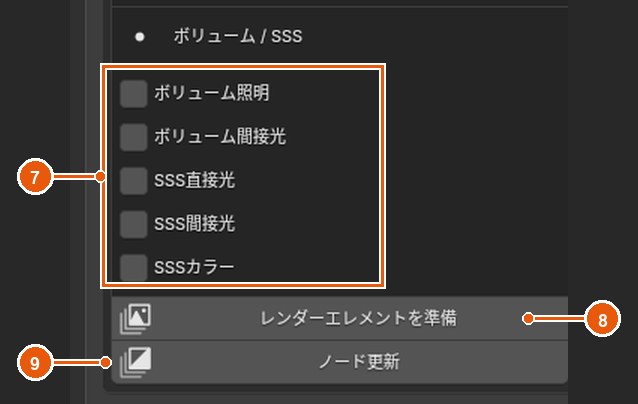 ボリューム / SSS
ボリューム照明
ボリューム間接光
7
SSS直接光
SSS間接光
SSSカラー
レンダーエレメントを準備
8
9
ノード更新